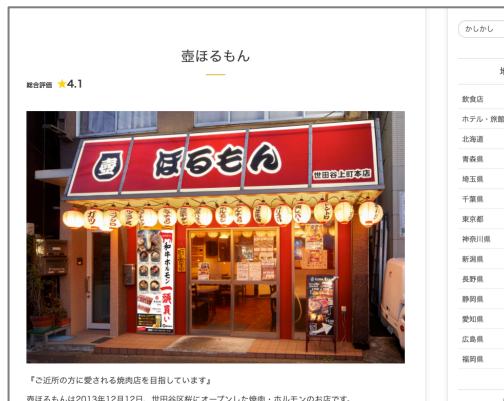 壺ほるもん
総合評価 ★4.1
壺 ほるもん
世田谷上町本店
和牛ホルモン
一頭買い
『ご近所の方に愛される焼肉店を目指しています』
壺ほるもんは2013年12月12日、世田谷区桜にオープンした焼肉・ホルモンのお店です。
かしかし
飲食店
ホテル・旅館
北海道
青森県
埼玉県
千葉県
東京都
神奈川県
新潟県
長野県
静岡県
愛知県
広島県
福岡県